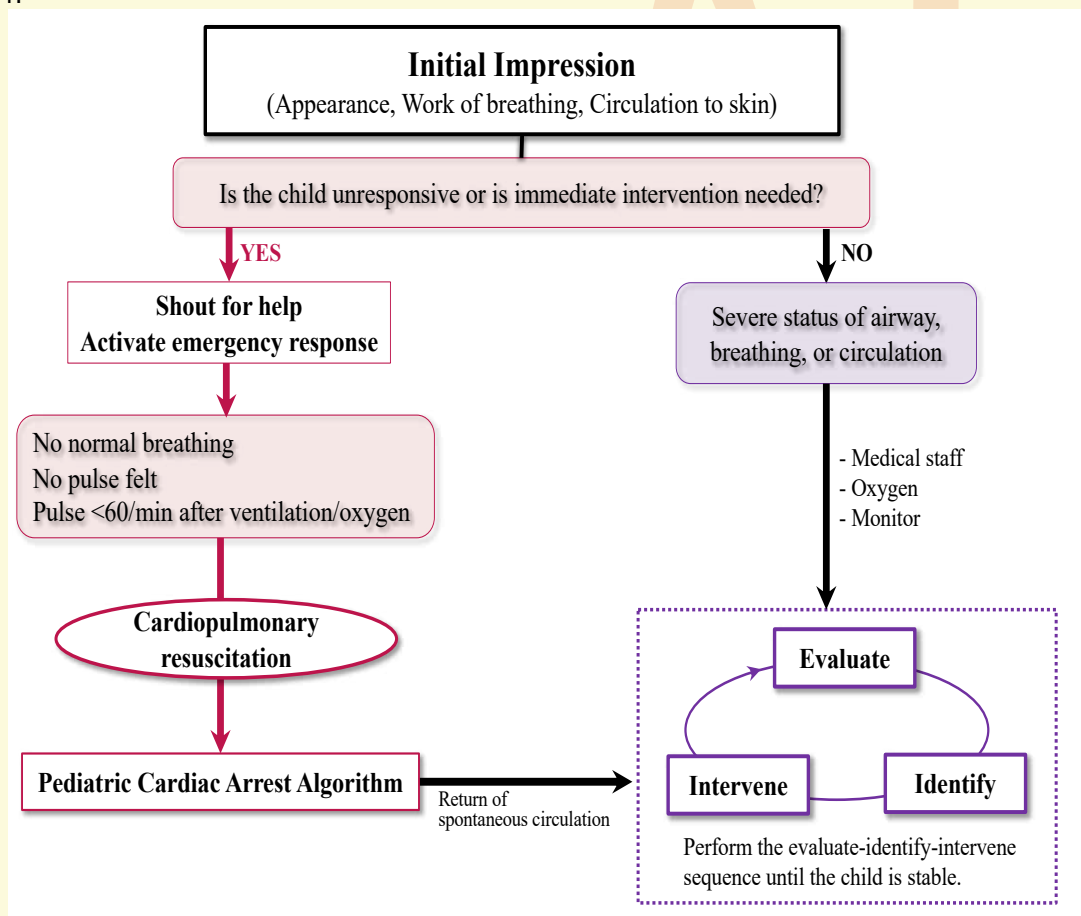 Initial Impression
(Appearance, Work of breathing, Circulation to skin)
Is the child unresponsive or is immediate intervention needed?
YES
NO
Shout for help
Activate emergency response
Severe status of airway,
breathing, or circulation
No normal breathing
No pulse felt
Pulse <60/min after ventilation/oxygen
- Medical staff
- Oxygen
- Monitor
Cardiopulmonary
resuscitation
Evaluate
Pediatric Cardiac Arrest Algorithm
Return of
spontaneous circulation
Intervene
Identify
Perform the evaluate-identify-intervene
sequence until the child is stable.